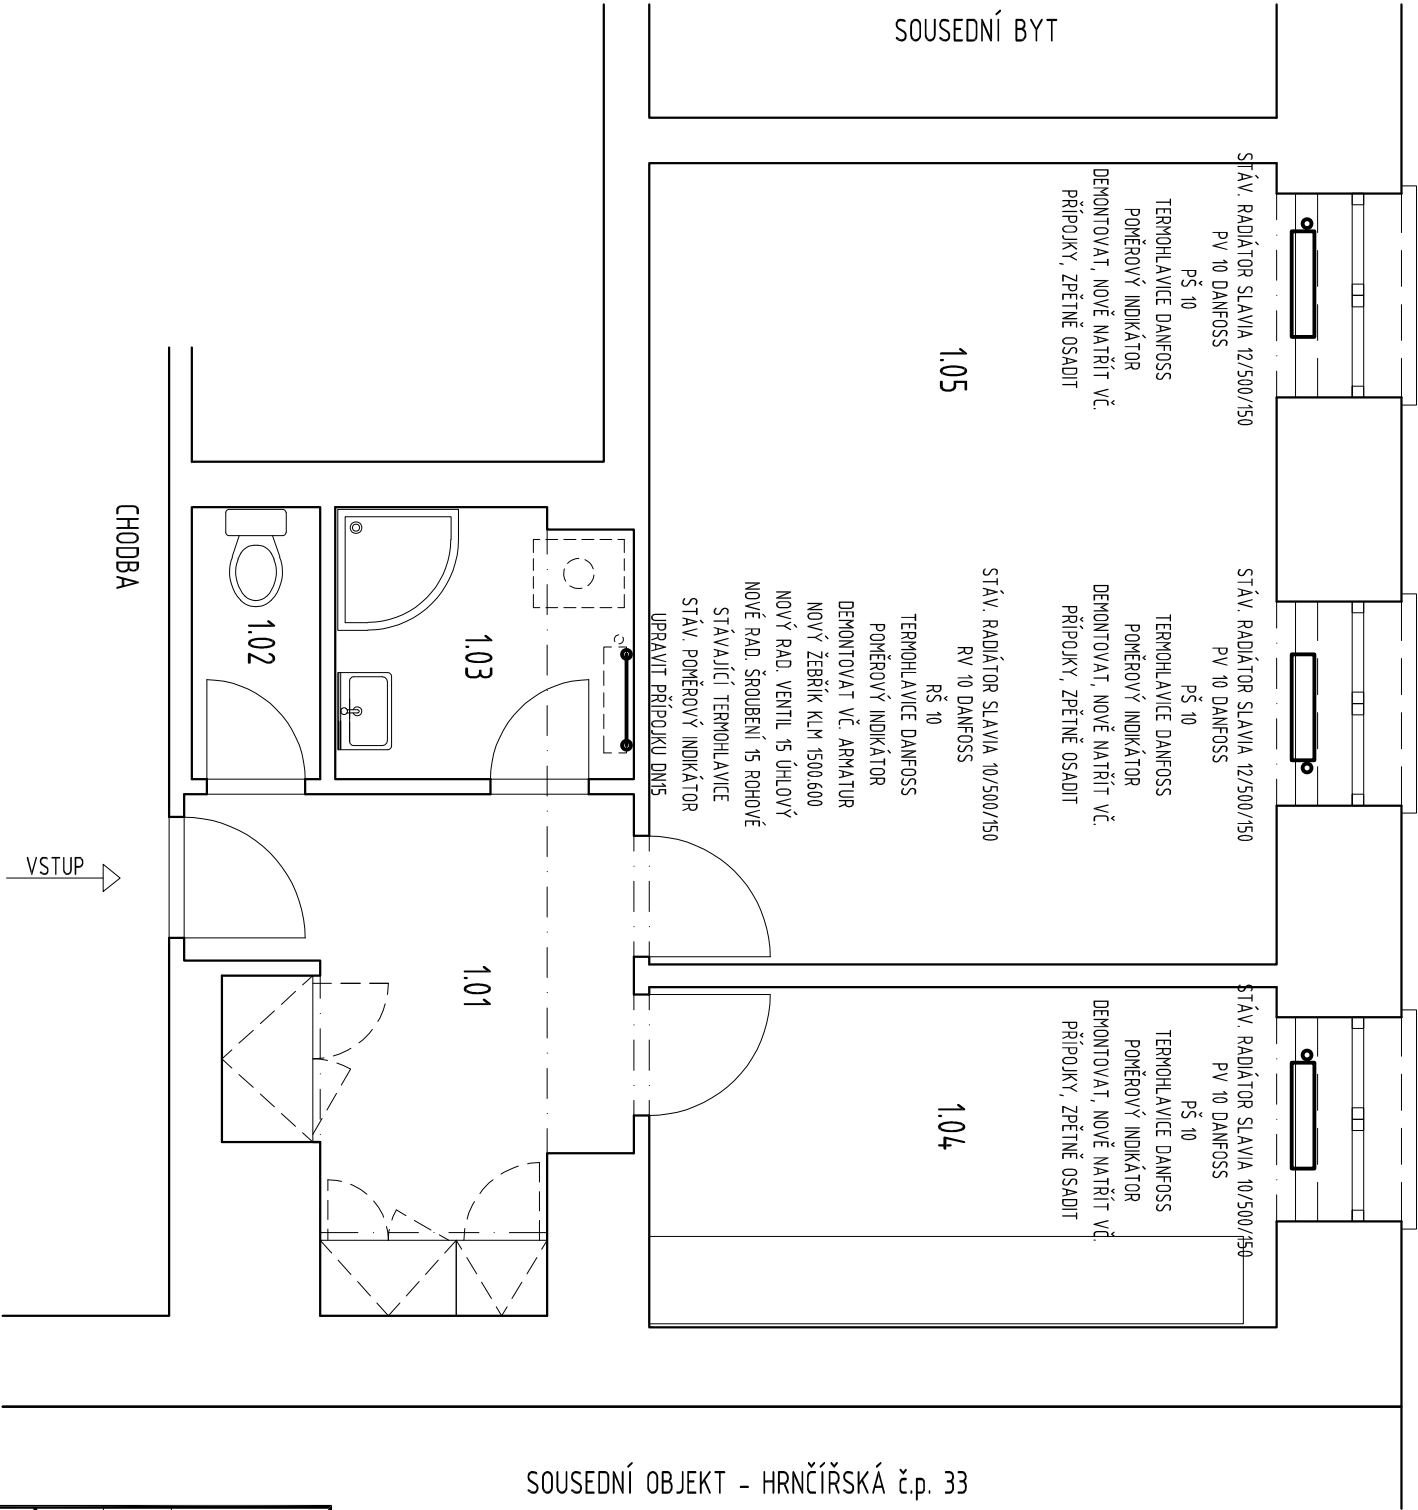 SOUSEDNÍ BYT
STÁV. RADIÁTOR SLAVIA 12/500/150
PV 10 DANFOSS
PŠ 10
TERMOHLAVICE DANFOSS
POMĚROVÝ INDIKÁTOR
DEMONTOVAT, NOVĚ NATŘÍT VČ.
PŘÍPOJKY, ZPĚTNĚ OSADIT
1.05
STÁV. RADIÁTOR SLAVIA 12/500/150
PV 10 DANFOSS
PŠ 10
TERMOHLAVICE DANFOSS
POMĚROVÝ INDIKÁTOR
DEMONTOVAT, NOVĚ NATŘÍT VČ.
PŘÍPOJKY, ZPĚTNĚ OSADIT
STÁV. RADIÁTOR SLAVIA 10/500/150
RV 10 DANFOSS
RŠ 10
TERMOHLAVICE DANFOSS
POMĚROVÝ INDIKÁTOR
DEMONTOVAT VČ. ARMATUR
NOVÝ ŽEBŘÍK KLM 1500.600
NOVÝ RAD. VENTIL 15 ÚHLOVÝ
NOVÉ RAD. ŠROUBENÍ 15 ROHOVÉ
STÁVAJÍCÍ TERMOHLAVICE
STÁV. POMĚROVÝ INDIKÁTOR
UPRAVIT PŘÍPOJKU DN15
1.03
1.02
CHODBA
VSTUP
1.01
STÁV. RADIÁTOR SLAVIA 10/500/150
PV 10 DANFOSS
PŠ 10
TERMOHLAVICE DANFOSS
POMĚROVÝ INDIKÁTOR
DEMONTOVAT, NOVĚ NATŘÍT VČ.
PŘÍPOJKY, ZPĚTNĚ OSADIT
1.04
SOUSEDNÍ OBJEKT - HRNČÍŘSKÁ č.p. 33